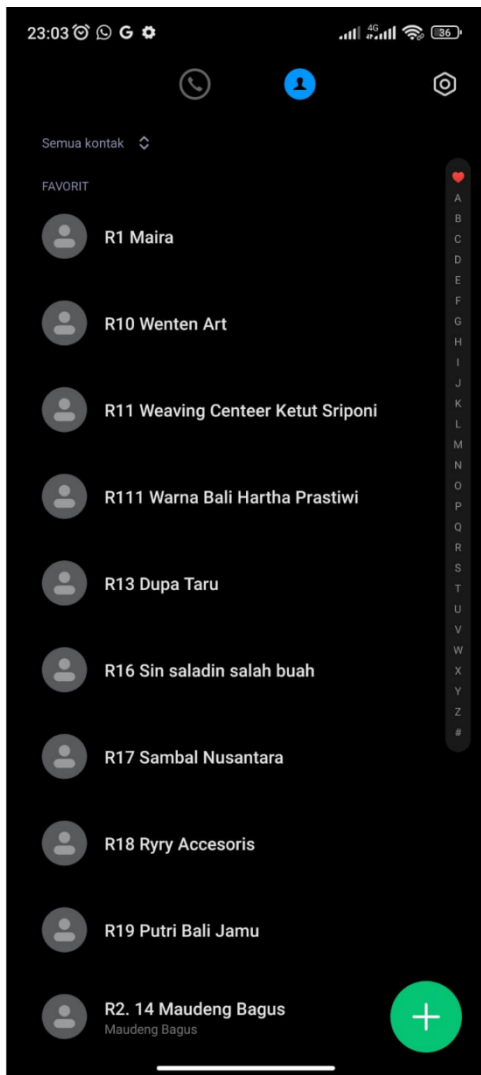 23:03 G 4G 36
Semua kontak
FAVORIT
R1 Maira
R10 Wenten Art
R11 Weaving Centeer Ketut Sriponi
R111 Warna Bali Hartha Prastiwi
R13 Dupa Taru
R16 Sin saladin salah buah
R17 Sambal Nusantara
R18 Ryry Accesoris
R19 Putri Bali Jamu
R2. 14 Maudeng Bagus
Maudeng Bagus
A
B
C
D
E
F
G
H
I
J
K
L
M
N
O
P
Q
R
S
T
U
V
W
X
Y
Z
#